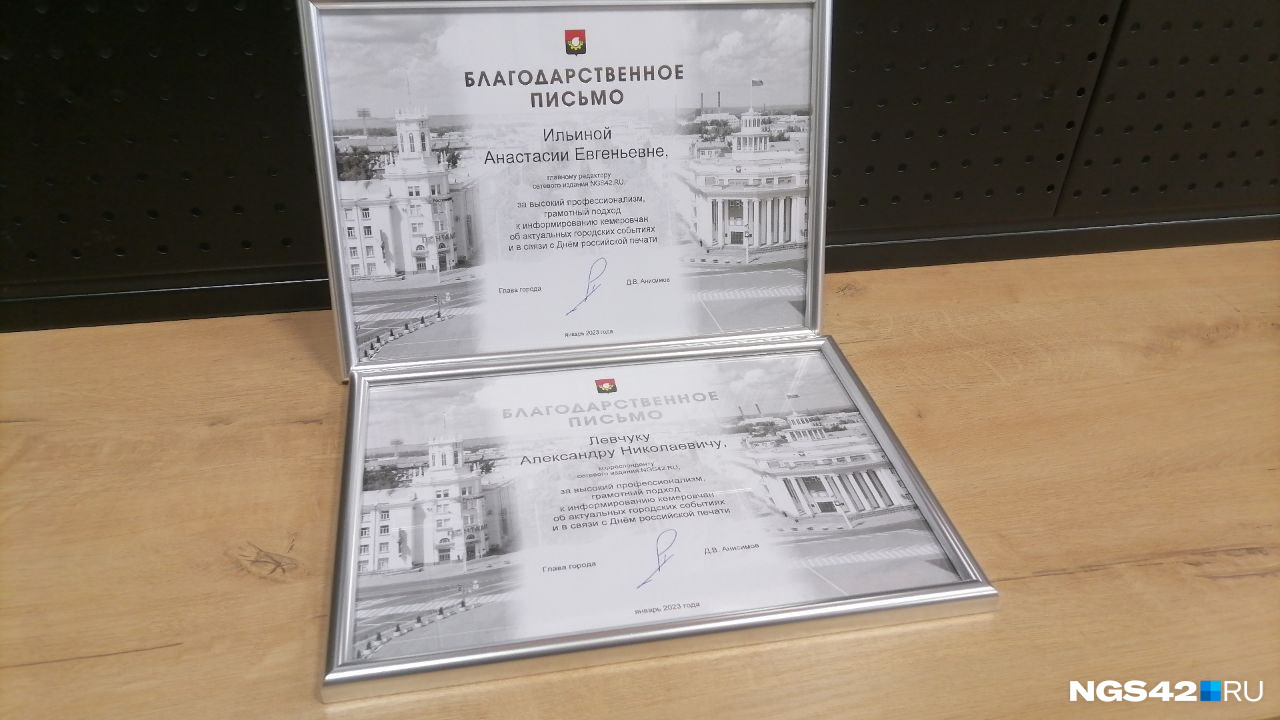 БЛАГОДАРСТВЕННОЕ
ПИСЬМО
Ильиной
Анастасии Евгеньевне,
главному редактору
сетевого издания NGS42.RU,
за высокий профессионализм,
грамотный подход
к информированию кемеровчан
об актуальных городских событиях
и в связи с Днём российской печати
Глава города
Д.В. Анисимов
январь 2023 года
БЛАГОДАРСТВЕННОЕ
ПИСЬМО
Левчуку
Александру Николаевичу,
корреспонденту
сетевого издания NGS42.RU,
за высокий профессионализм,
грамотный подход
к информированию кемеровчан
об актуальных городских событиях
и в связи с Днём российской печати
Глава города
Д.В. Анисимов
январь 2023 года
NGS42.RU